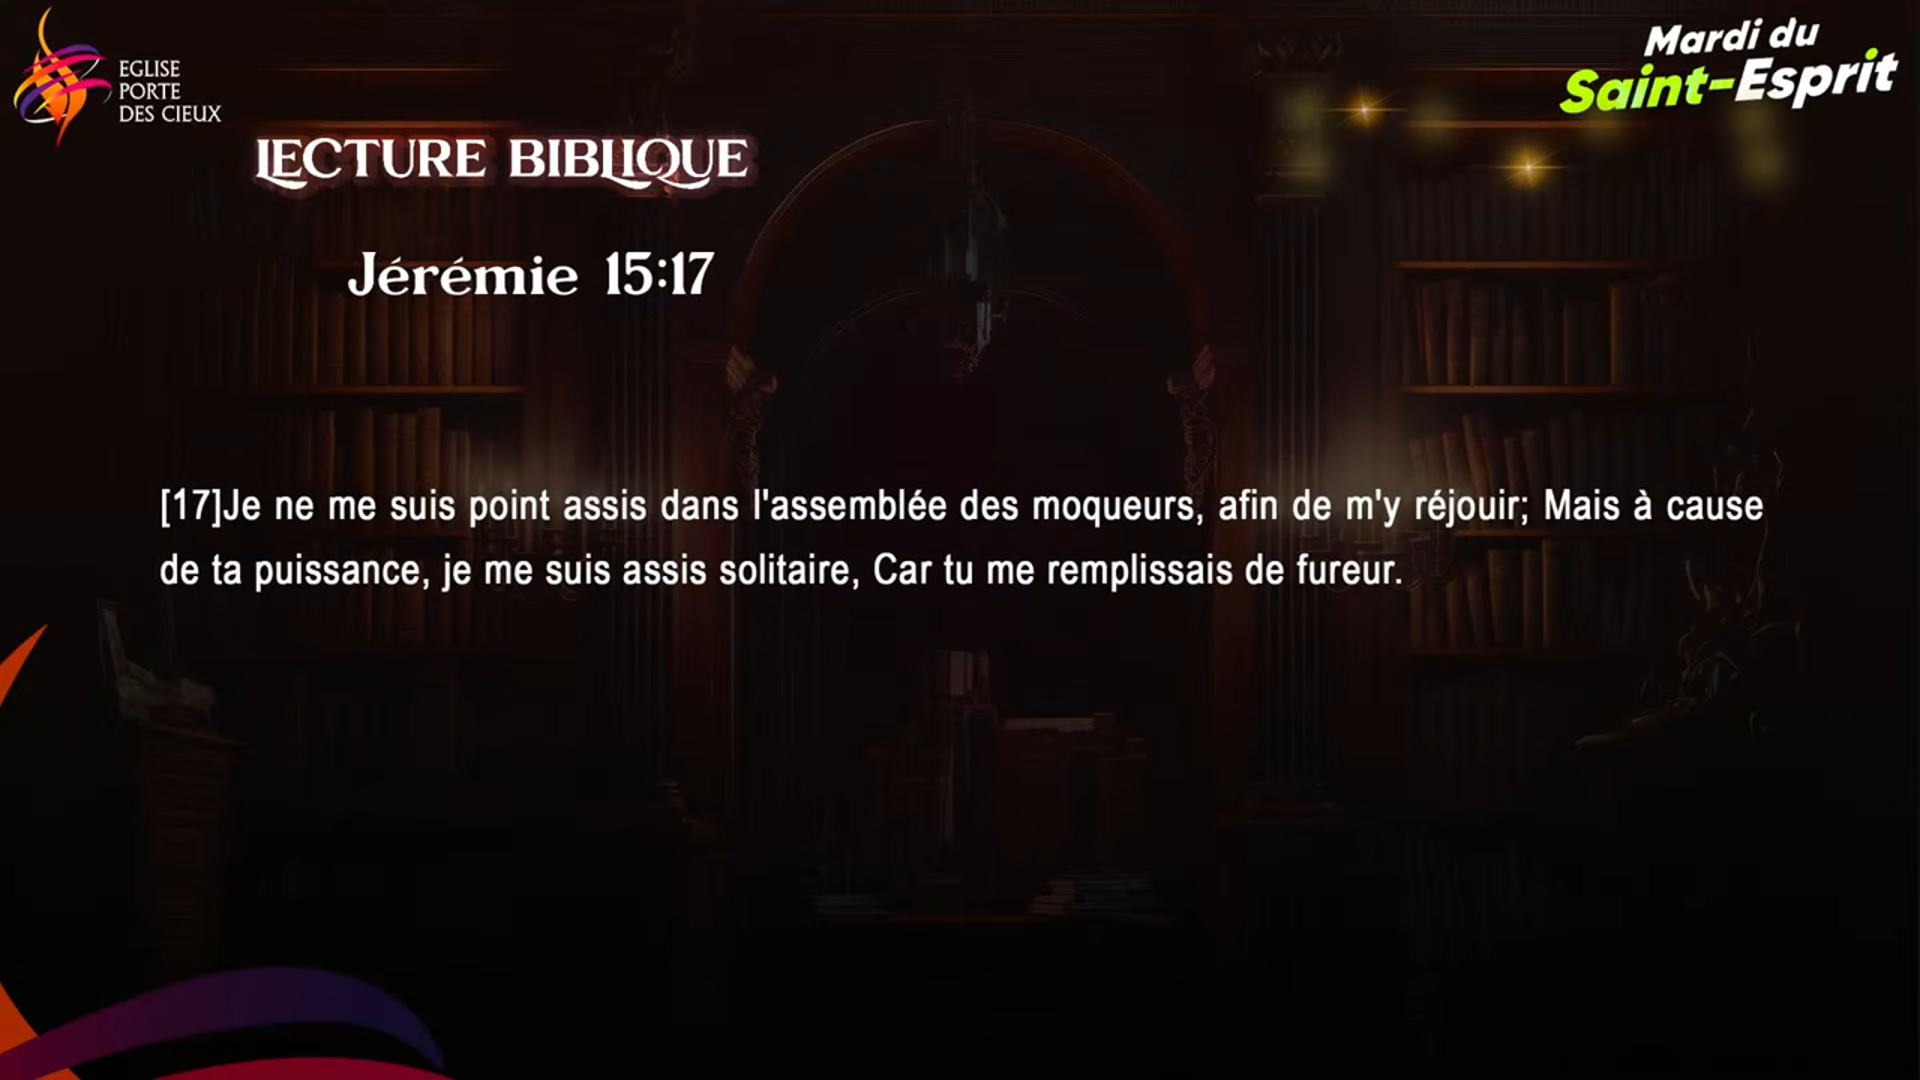 EGLISE
PORTE
DES CIEUX
Mardi du
Saint-Esprit
LECTURE BIBLIQUE
Jérémie 15:17
[17]Je ne me suis point assis dans l'assemblée des moqueurs, afin de m'y réjouir; Mais à cause
de ta puissance, je me suis assis solitaire, Car tu me remplissais de fureur.